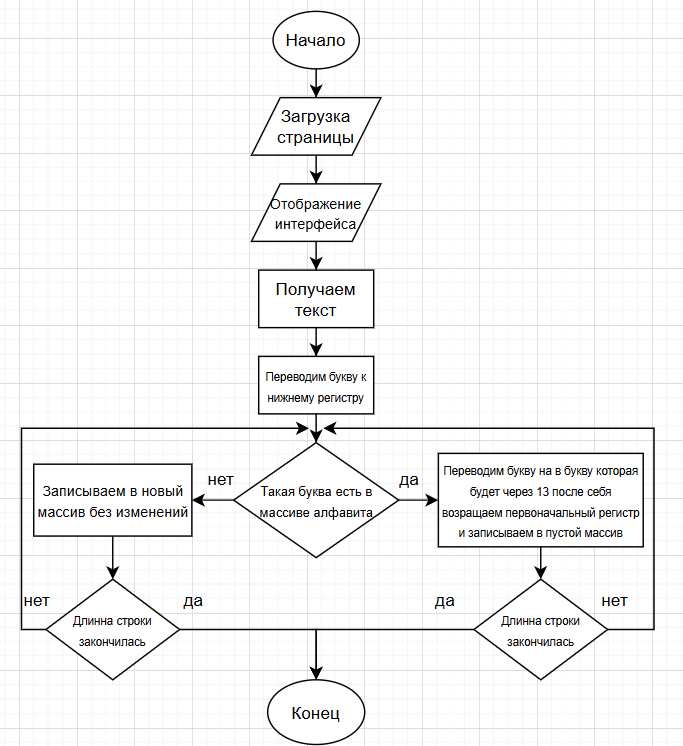 Начало
Загрузка
страницы
Отображение
интерфейса
Получаем
текст
Переводим букву к
нижнему регистру
Такая буква есть в
массиве алфавита
нет
да
Записываем в новый
массив без изменений
Переводим букву на в букву которая
будет через 13 после себя
возращаем первоначальный регистр
и записываем в пустой массив
нет
Длинна строки
закончилась
да
да
Длинна строки
закончилась
нет
Конец